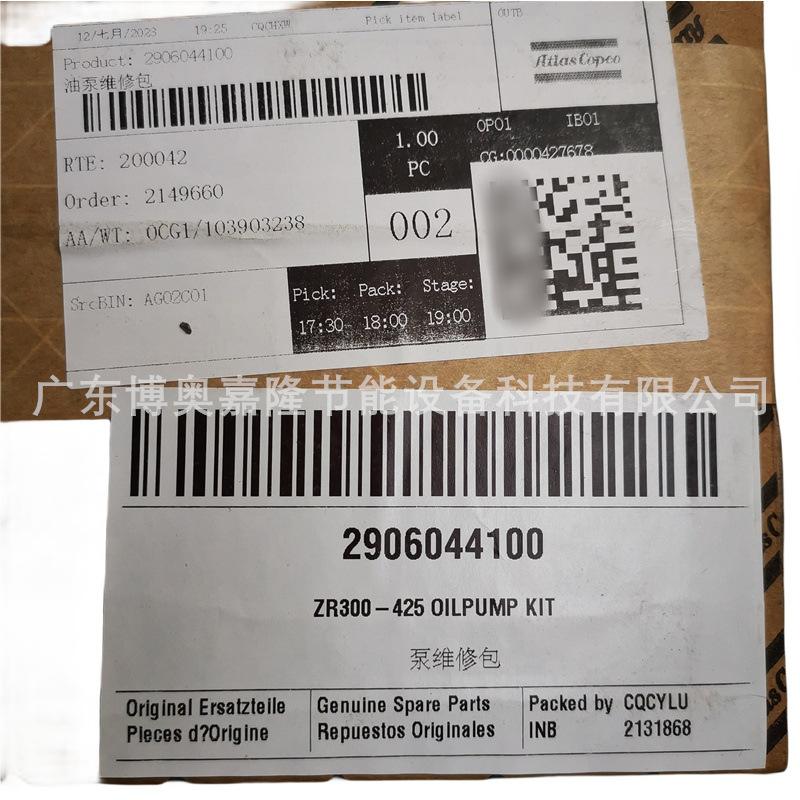 12/七月/2023 19:25 CQCHXW Pick item label OUTB
Product: 2906044100
油泵维修包
Atlas Copco
RTE: 200042
Order: 2149660
AA/WT: OCG1/103903238
1.00
PC
002
OP01 IB01
CG:0000427678
SrcBIN: AG02C01
Pick: Pack: Stage:
17:30 18:00 19:00
广东博奥嘉隆节能设备科技有限公司
2906044100
ZR300-425 OILPUMP KIT
泵维修包
Original Ersatzteile
Pieces d?Origine
Genuine Spare Parts
Repuestos Originales
Packed by CQCYLU
INB 2131868